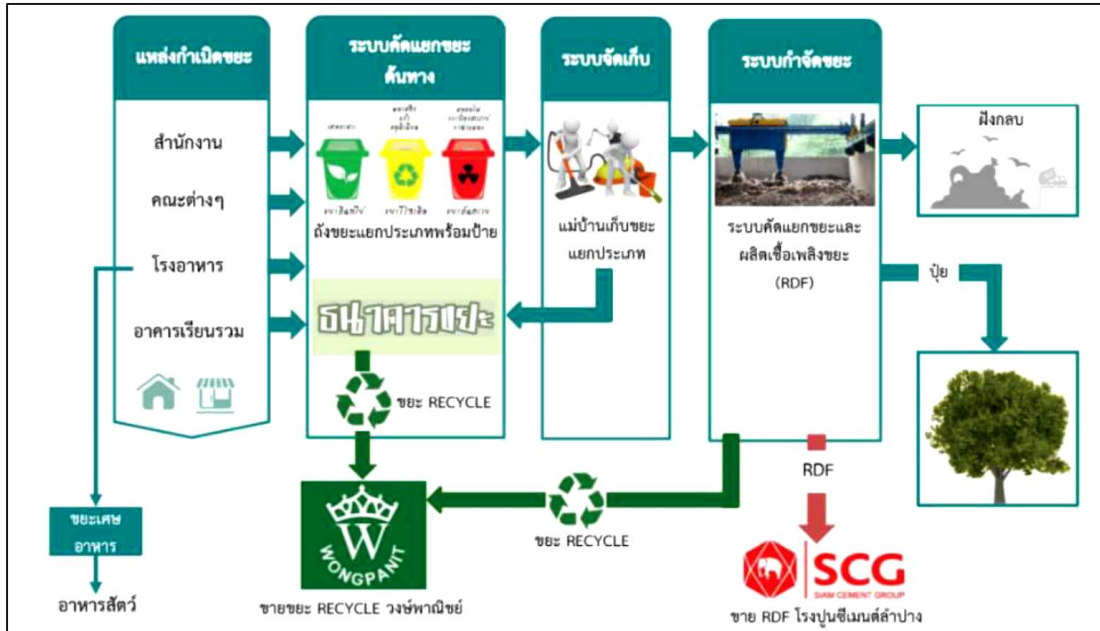 แหล่งกำเนิดขยะ
สำนักงาน
คณะต่างๆ
โรงอาหาร
อาคารเรียนรวม
ขยะเศษ
อาหาร
อาหารสัตว์
ระบบคัดแยกขยะ
ต้นทาง
ถังขยะแยกประเภทพร้อมป้าย
ธนาคารขยะ
ขยะ RECYCLE
WONGPANIT
ขายขยะ RECYCLE วงษ์พาณิชย์
ระบบจัดเก็บ
แม่บ้านเก็บขยะ
แยกประเภท
ขยะ RECYCLE
ระบบกำจัดขยะ
ระบบคัดแยกขยะและ
ผลิตเชื้อเพลิงขยะ
(RDF)
RDF
SCG
SIAM CEMENT GROUP
ขาย RDF โรงปูนซีเมนต์ลำปาง
ฝังกลบ
ปุ๋ย